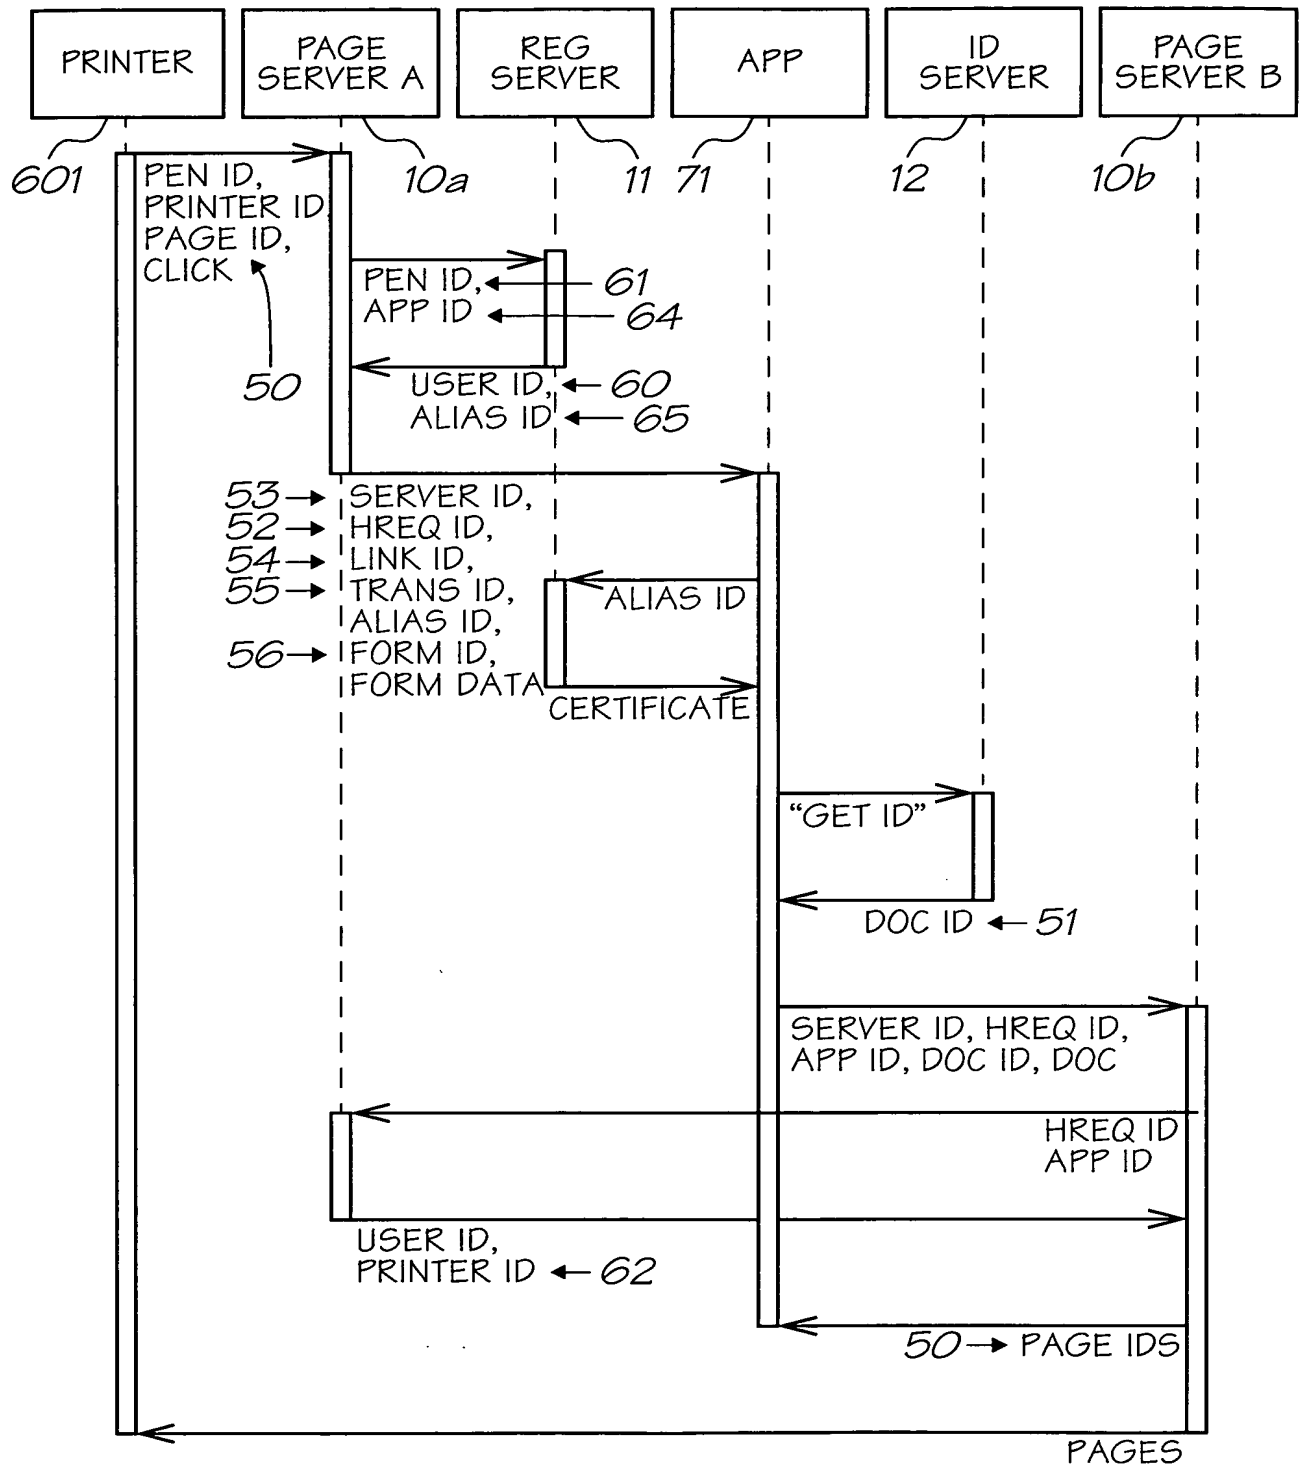 PRINTER
PAGE
SERVER A
REG
SERVER
APP
ID
SERVER
PAGE
SERVER B
601
10a
11
71
12
10b
PEN ID,
PRINTER ID
PAGE ID,
CLICK
50
PEN ID,
61
APP ID
64
USER ID,
60
ALIAS ID
65
53
SERVER ID,
52
HREQ ID,
54
LINK ID,
55
TRANS ID,
ALIAS ID,
56
FORM ID,
FORM DATA
ALIAS ID
CERTIFICATE
“GET ID”
DOC ID
51
SERVER ID, HREQ ID,
APP ID, DOC ID, DOC
HREQ ID
APP ID
USER ID,
PRINTER ID
62
50
PAGE IDS
PAGES